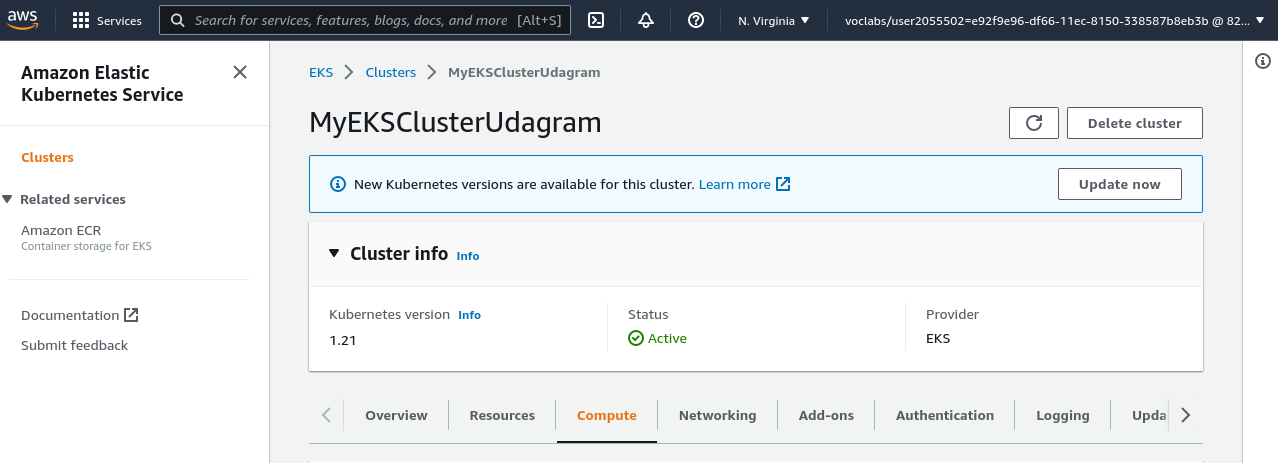 aws Services Search for services, features, blogs, docs, and more [Alt+S] N. Virginia voclabs/user2055502=e92f9e96-df66-11ec-8150-338587b8eb3b @ 82...
Amazon Elastic
Kubernetes Service
Clusters
Related services
Amazon ECR
Container storage for EKS
Documentation
Submit feedback
EKS Clusters MyEKSClusterUdagram
MyEKSClusterUdagram
Delete cluster
New Kubernetes versions are available for this cluster. Learn more
Update now
Cluster info Info
Kubernetes version Info
1.21
Status
Active
Provider
EKS
Overview Resources Compute Networking Add-ons Authentication Logging Upda